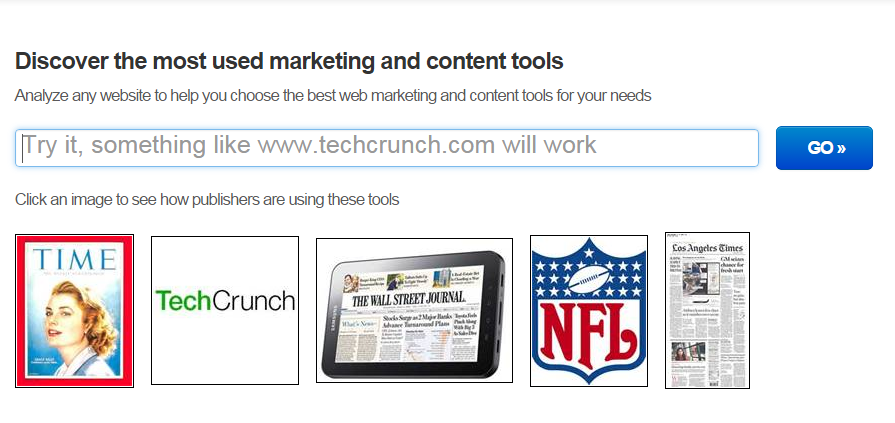 Discover the most used marketing and content tools
Analyze any website to help you choose the best web marketing and content tools for your needs
Try it, something like www.techcrunch.com will work
GO »
Click an image to see how publishers are using these tools
TIME
TechCrunch
THE WALL STREET JOURNAL
What's News
Stocks Surge as 2 Major Banks
Advance Turnaround Plans
SAMSUNG
NFL
Los Angeles Times
GM seizes
chance for
fresh start